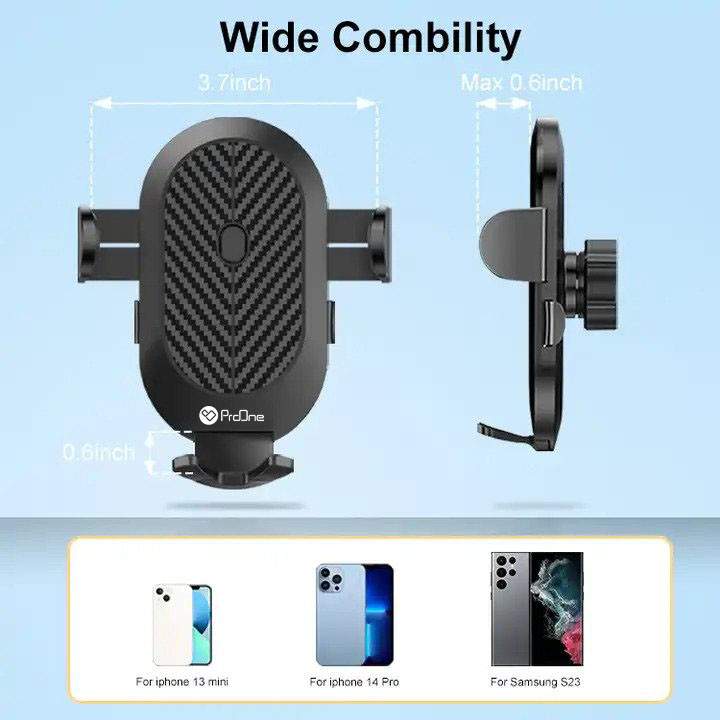 Wide Combility
3.7inch
Max 0.6inch
ProOne
0.6inch
For iphone 13 mini
For iphone 14 Pro
For Samsung S23